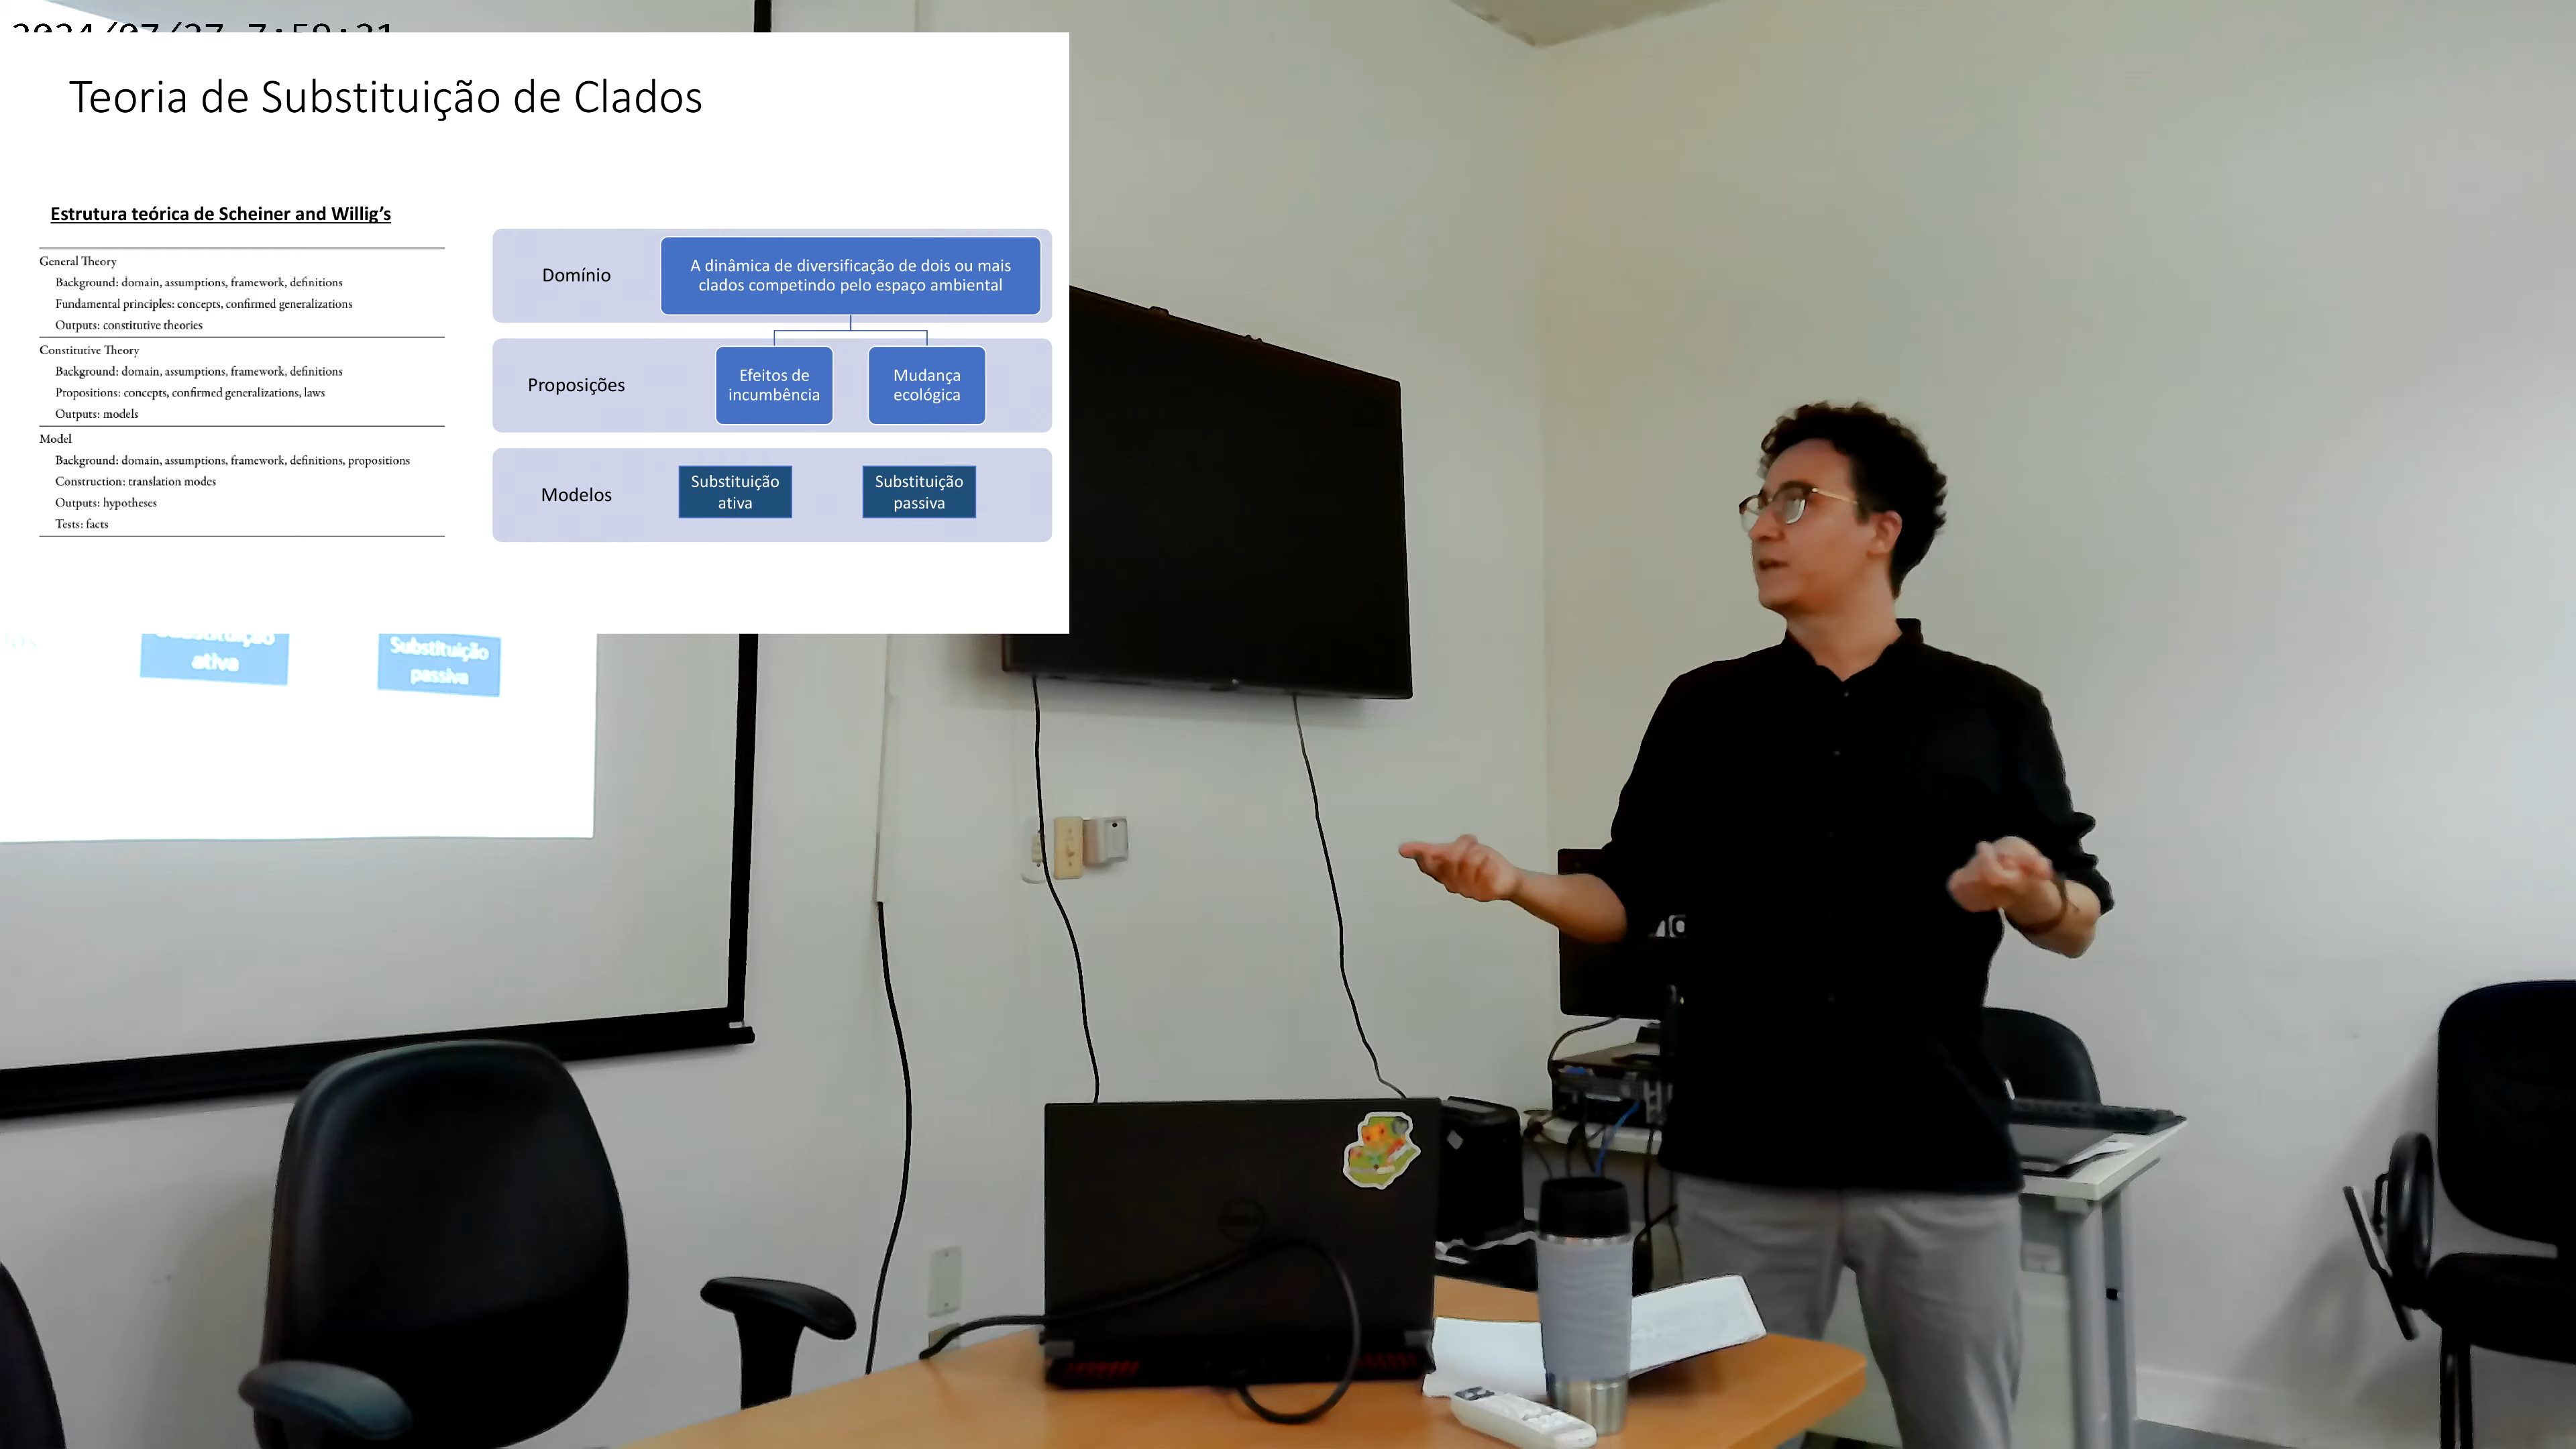 Teoria de Substituição de Clados
Estrutura teórica de Scheiner and Willig’s
General Theory
Background: domain, assumptions, framework, definitions
Fundamental principles: concepts, confirmed generalizations
Outputs: constitutive theories
Constitutive Theory
Background: domain, assumptions, framework, definitions
Propositions: concepts, confirmed generalizations, laws
Outputs: models
Model
Background: domain, assumptions, framework, definitions, propositions
Construction: translation modes
Outputs: hypotheses
Tests: facts
Domínio
A dinâmica de diversificação de dois ou mais
clados competindo pelo espaço ambiental
Proposições
Efeitos de
incumbência
Mudança
ecológica
Modelos
Substituição
ativa
Substituição
passiva
Substituição
ativa
Substituição
passiva
DELL